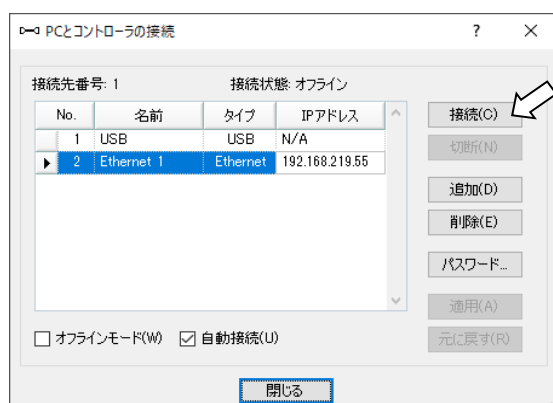 PCとコントローラの接続 ? ×
接続先番号: 1 接続状態: オフライン
No. 名前 タイプ IPアドレス
1 USB USB N/A
2 Ethernet 1 Ethernet 192.168.219.55
接続(C)
切断(N)
追加(D)
削除(E)
パスワード...
適用(A)
元に戻す(R)
オフラインモード(W) 自動接続(U)
閉じる